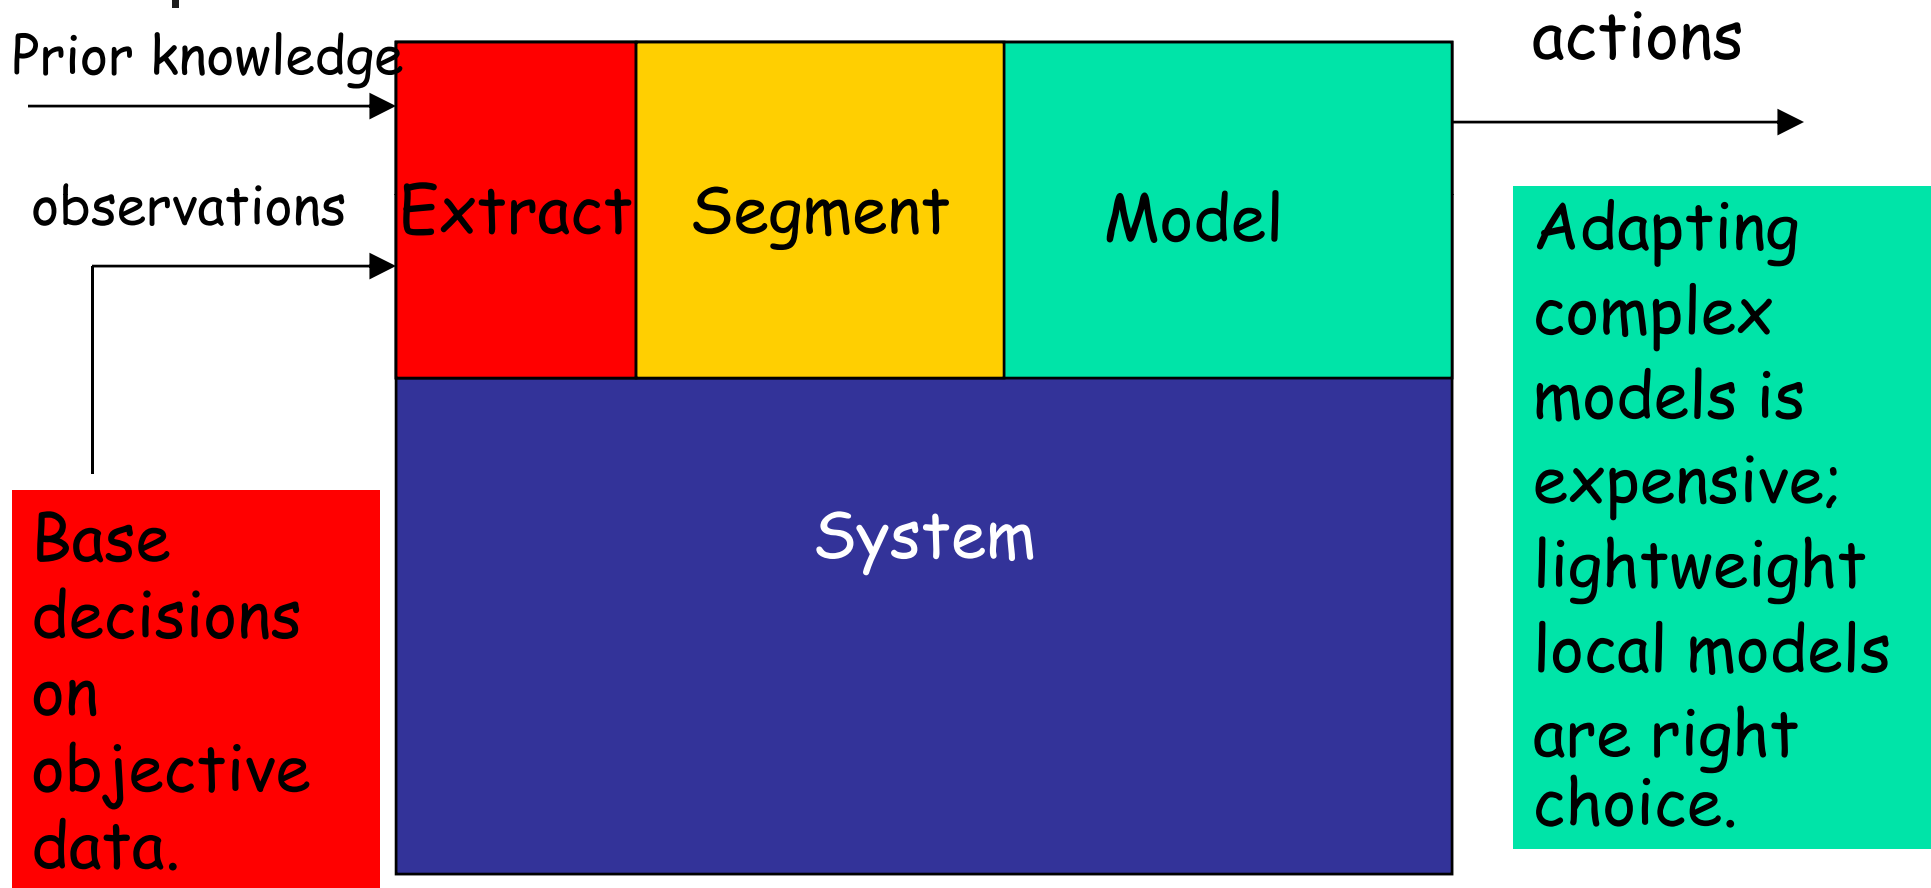 Prior knowledge
observations
Extract
Segment
Model
actions
System
Base
decisions
on
objective
data.
Adapting
complex
models is
expensive;
lightweight
local models
are right
choice.